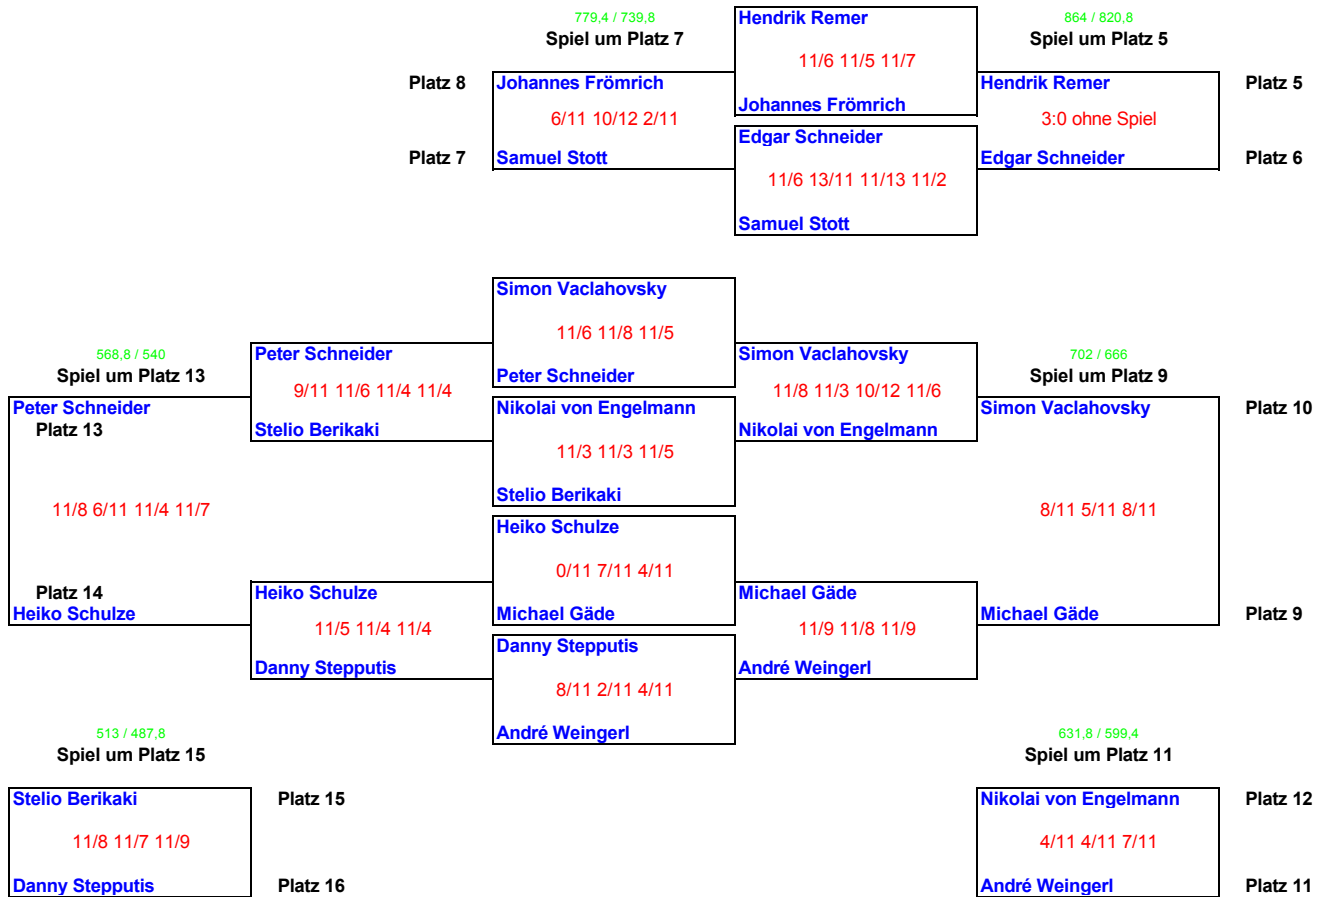 779,4 / 739,8
Hendrik Remer
864 / 820,8
Spiel um Platz 7
Spiel um Platz 5
11/6 11/5 11/7
Platz 8
Johannes Frömrich
Hendrik Remer
Platz 5
Johannes Frömrich
6/11 10/12 2/11
3:0 ohne Spiel
Edgar Schneider
Platz 7
Samuel Stott
Edgar Schneider
Platz 6
11/6 13/11 11/13 11/2
Samuel Stott
Simon Vaclahovsky
11/6 11/8 11/5
568,8 / 540
Peter Schneider
Simon Vaclahovsky
702 / 666
Spiel um Platz 13
Peter Schneider
Spiel um Platz 9
9/11 11/6 11/4 11/4
11/8 11/3 10/12 11/6
Peter Schneider
Nikolai von Engelmann
Simon Vaclahovsky
Platz 10
Platz 13
Stelio Berikaki
Nikolai von Engelmann
11/3 11/3 11/5
Stelio Berikaki
11/8 6/11 11/4 11/7
8/11 5/11 8/11
Heiko Schulze
0/11 7/11 4/11
Platz 14
Heiko Schulze
Michael Gäde
Heiko Schulze
Michael Gäde
Michael Gäde
Platz 9
11/5 11/4 11/4
11/9 11/8 11/9
Danny Stepputis
Danny Stepputis
André Weingerl
8/11 2/11 4/11
513 / 487,8
André Weingerl
631,8 / 599,4
Spiel um Platz 15
Spiel um Platz 11
Stelio Berikaki
Platz 15
Nikolai von Engelmann
Platz 12
11/8 11/7 11/9
4/11 4/11 7/11
Danny Stepputis
Platz 16
André Weingerl
Platz 11